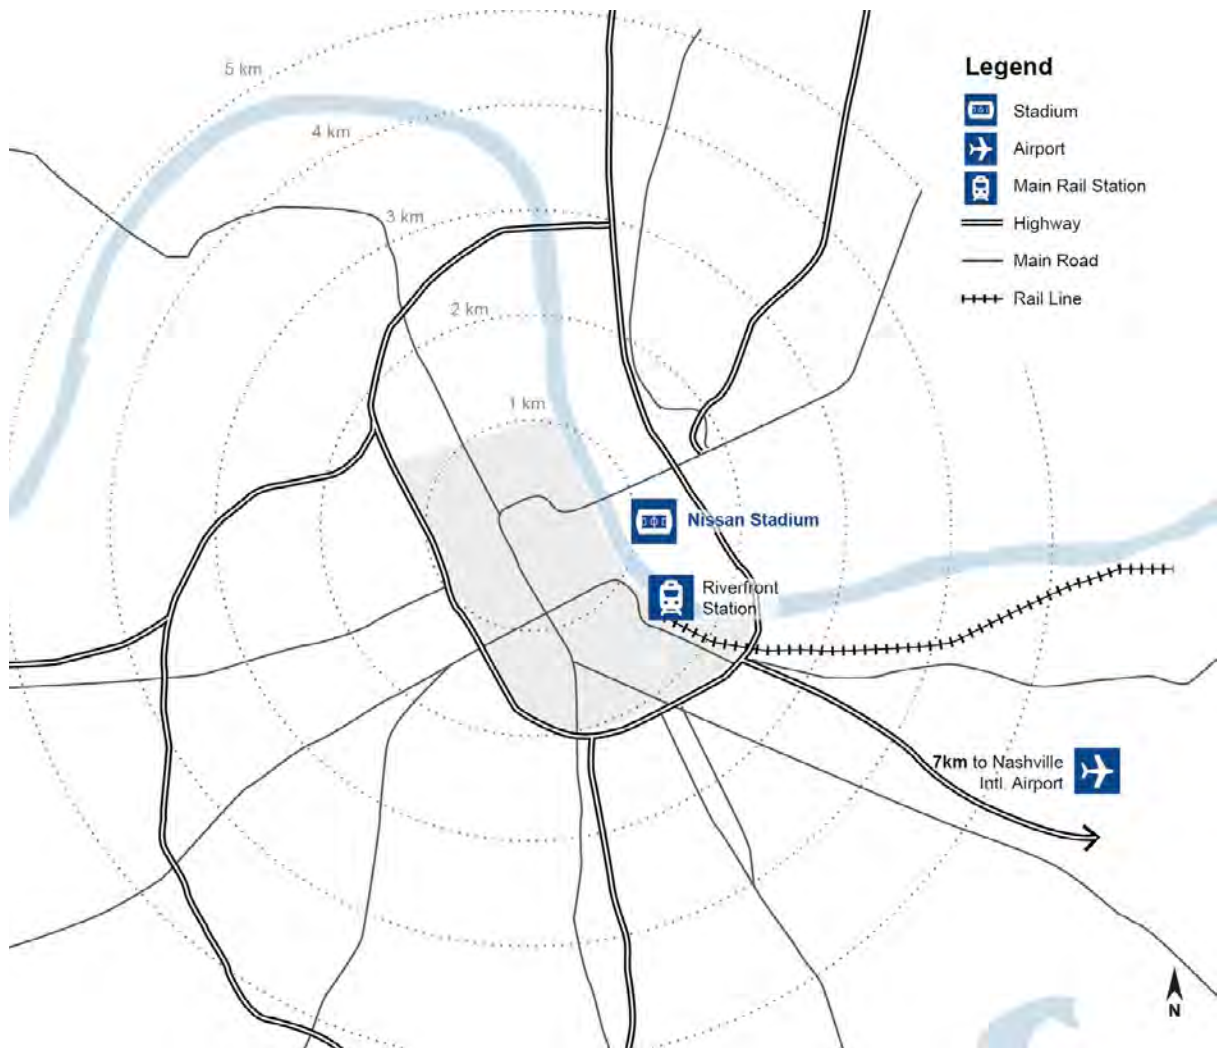 5 km
4 km
3 km
2 km
1 km
Legend
Stadium
Airport
Main Rail Station
Highway
Main Road
Rail Line
Nissan Stadium
Riverfront
Station
7km to Nashville
Intl. Airport
N